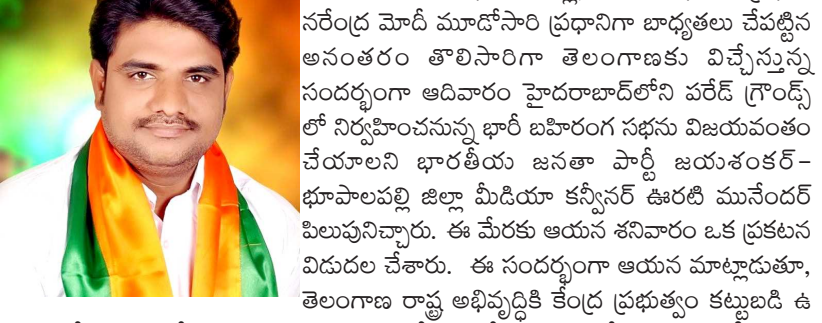 నరేంద్ర మోదీ మూడోసారి ప్రధానిగా బాధ్యతలు చేపట్టిన
అనంతరం తొలిసారిగా తెలంగాణకు విచ్చేస్తున్న
సందర్భంగా ఆదివారం హైదరాబాద్‌లోని పరేడ్ గ్రౌండ్స్
లో నిర్వహించనున్న భారీ బహిరంగ సభను విజయవంతం
చేయాలని భారతీయ జనతా పార్టీ జయశంకర్-
భూపాలపల్లి జిల్లా మీడియా కన్వీనర్ ఊరటి మునేందర్
పిలుపునిచ్చారు. ఈ మేరకు ఆయన శనివారం ఒక ప్రకటన
విడుదల చేశారు. ఈ సందర్భంగా ఆయన మాట్లాడుతూ,
తెలంగాణ రాష్ట్ర అభివృద్ధికి కేంద్ర ప్రభుత్వం కట్టుబడి ఉ